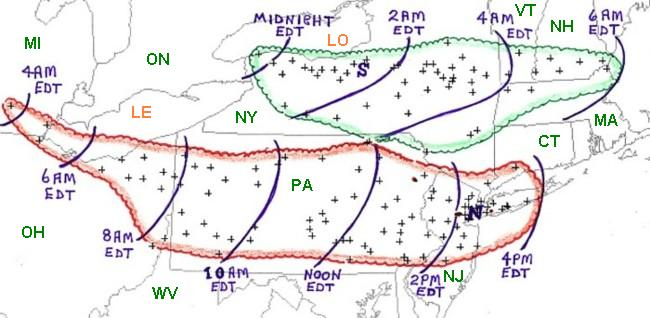 VT
MIDNIGHT
EDT
LO
2AM
EDT
4AM
EDT
NH
6AM
EDT
MI
ON
4AM
EDT
S
LE
NY
MA
CT
6AM
EDT
PA
N
OH
8AM
EDT
10AM
EDT
NOON
EDT
2PM
EDT
NJ
4PM
EDT
WV